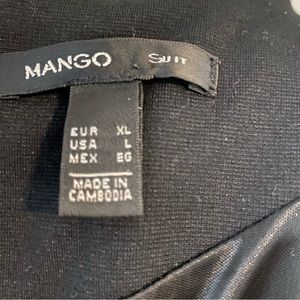 MANGO SUIT
EUR XL
USA L
MEX EG
MADE IN
CAMBODIA